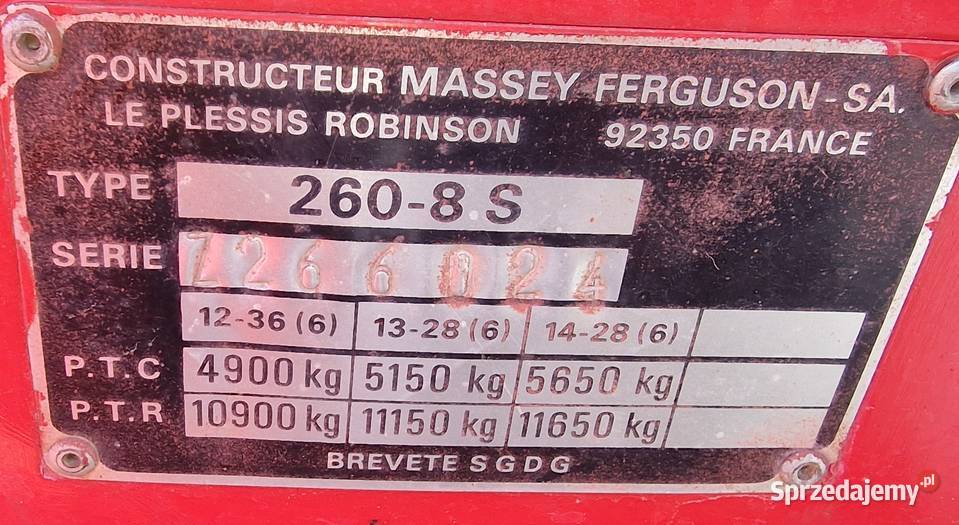 CONSTRUCTEUR MASSEY FERGUSON-SA.
LE PLESSIS ROBINSON 92350 FRANCE
TYPE 260-8 S
SERIE Z266024
12-36 (6) 13-28 (6) 14-28 (6)
P.T.C 4900 kg 5150 kg 5650 kg
P.T.R 10900 kg 11150 kg 11650 kg
BREVETE S G D G
Sprzedajemy.pl